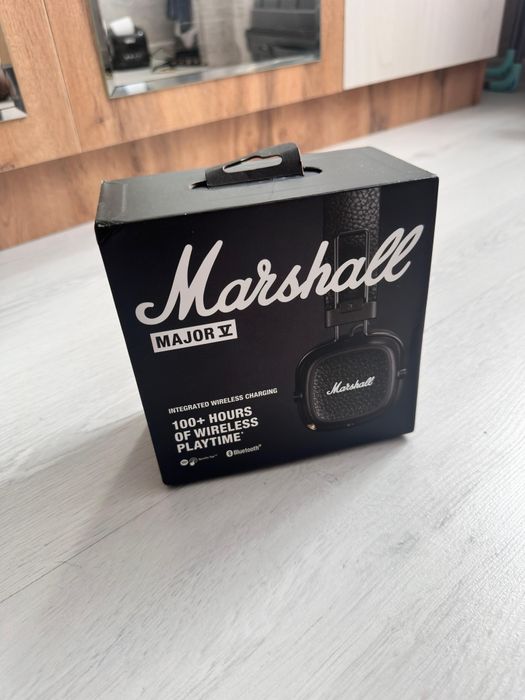 Marshall
MAJOR V
Marshall
INTEGRATED WIRELESS CHARGING
100+ HOURS
OF WIRELESS
PLAYTIME*
Bluetooth®